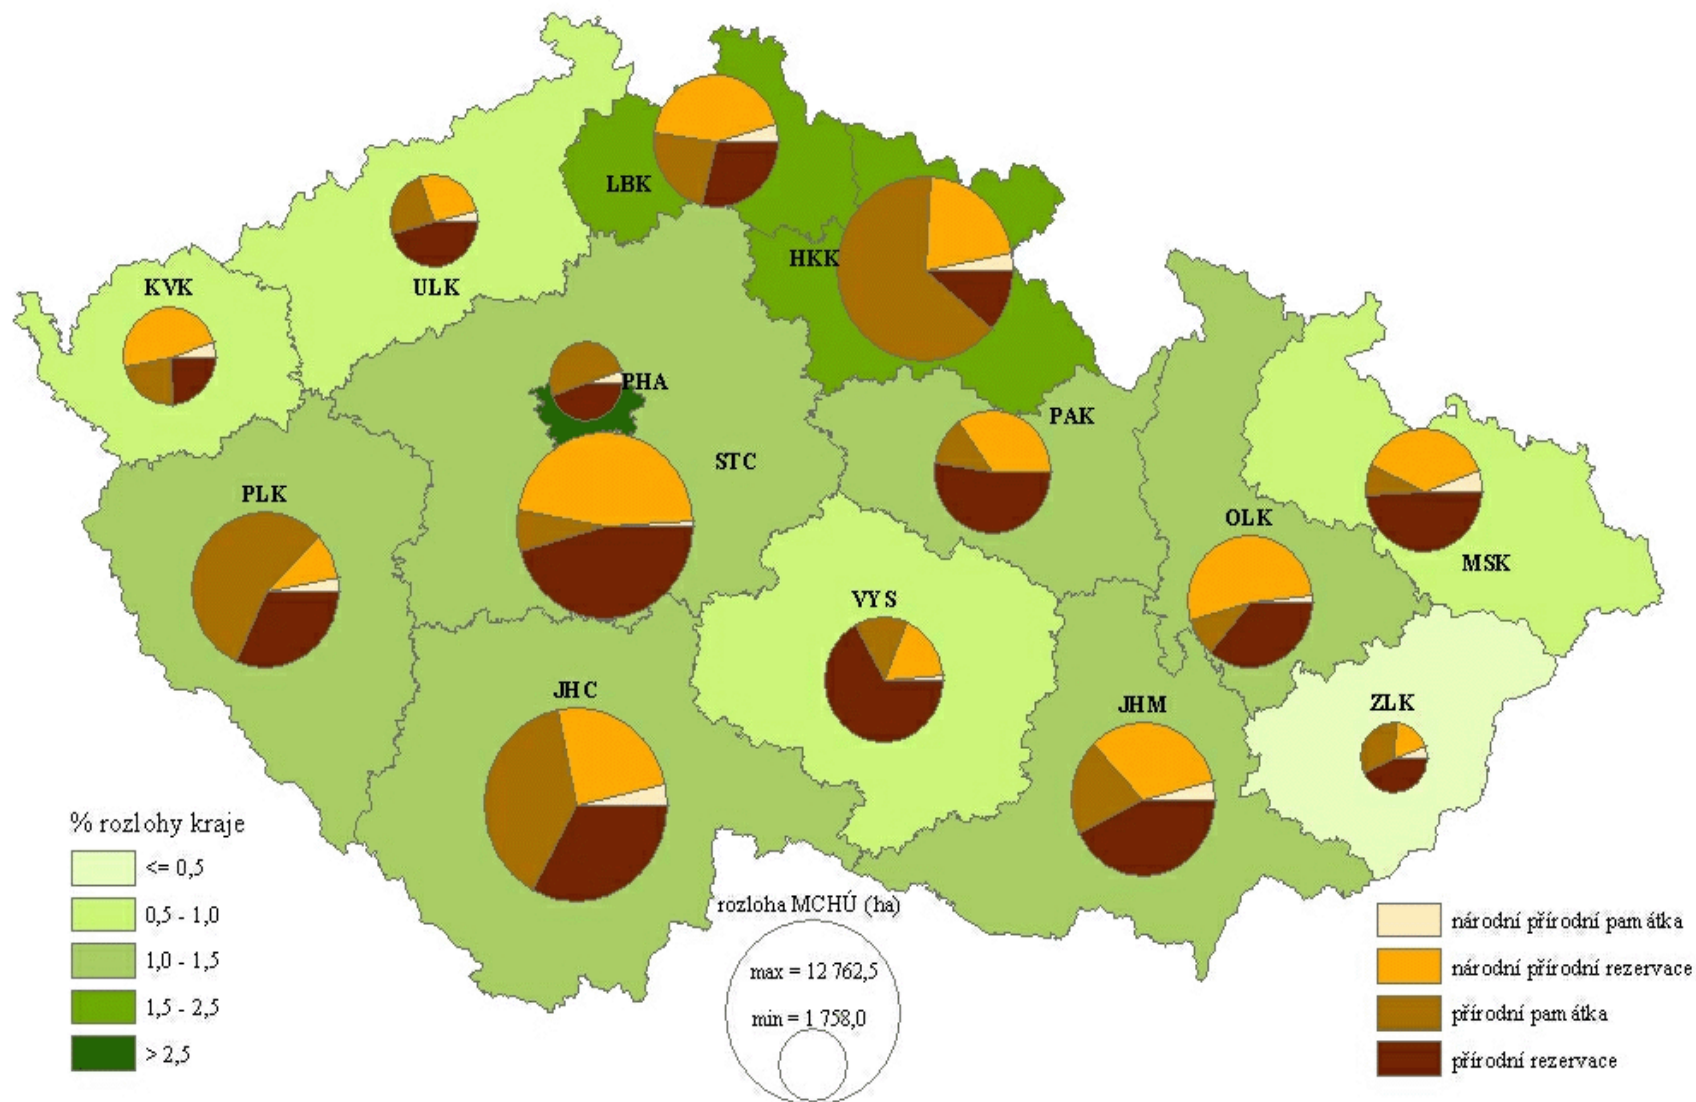 LBK
HKK
KVK
ULK
PHA
PAK
STC
PLK
OLK
MSK
VYS
JHC
JHM
ZLK
% rozlohy kraje
<= 0,5
0,5 - 1,0
1,0 - 1,5
1,5 - 2,5
> 2,5
rozloha MCHÚ (ha)
max = 12 762,5
min = 1 758,0
národní přírodní památka
národní přírodní rezervace
přírodní památka
přírodní rezervace